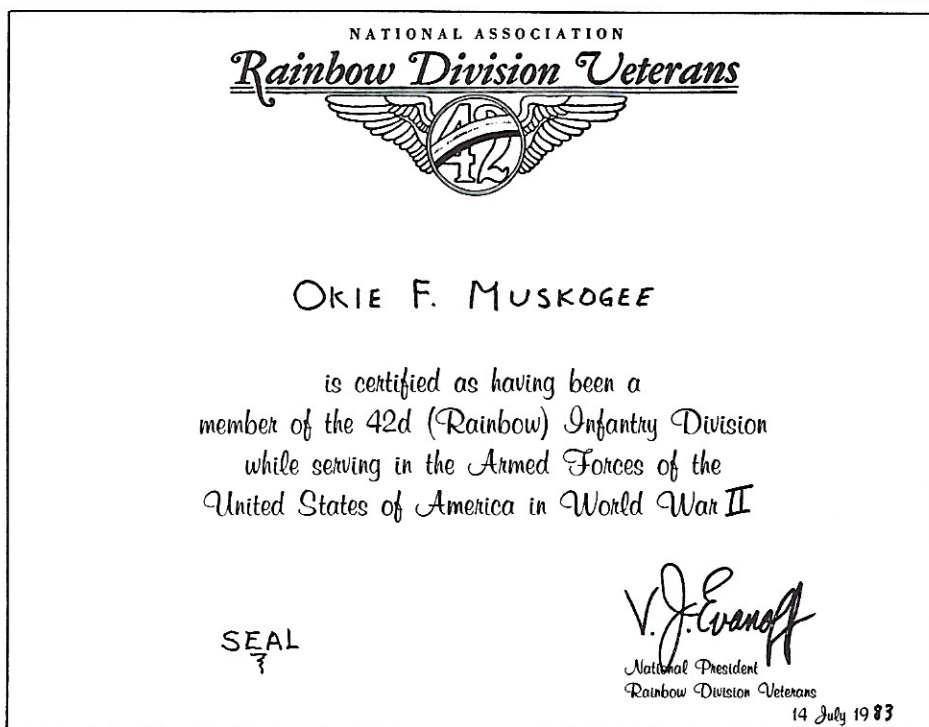 NATIONAL ASSOCIATION
Rainbow Division Veterans
42
OKIE F. MUSKOGEE
is certified as having been a
member of the 42d (Rainbow) Infantry Division
while serving in the Armed Forces of the
United States of America in World War II
V. J. Evanoff
SEAL
National President
Rainbow Division Veterans
14 July 1983